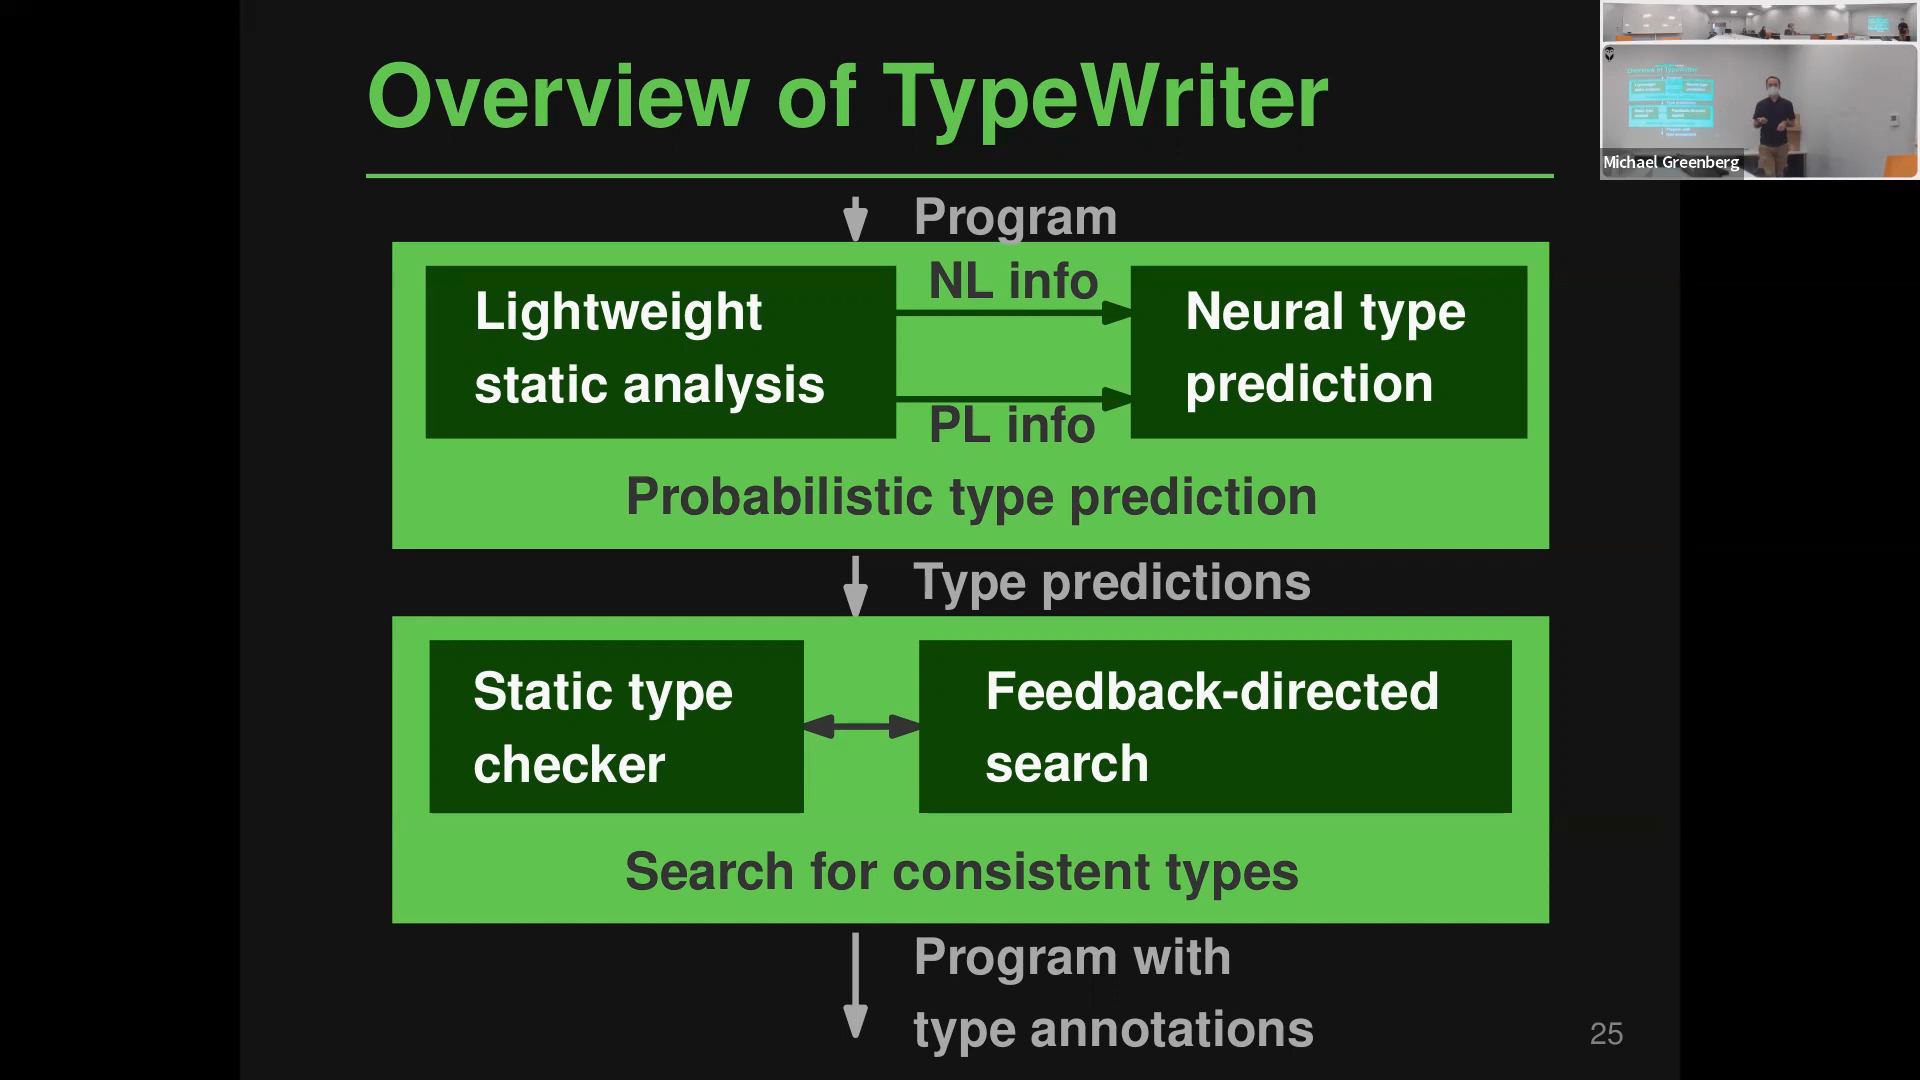 Overview of TypeWriter
Program
NL info
Lightweight
static analysis
Neural type
prediction
PL info
Probabilistic type prediction
Type predictions
Static type
checker
Feedback-directed
search
Search for consistent types
Program with
type annotations
25
Michael Greenberg